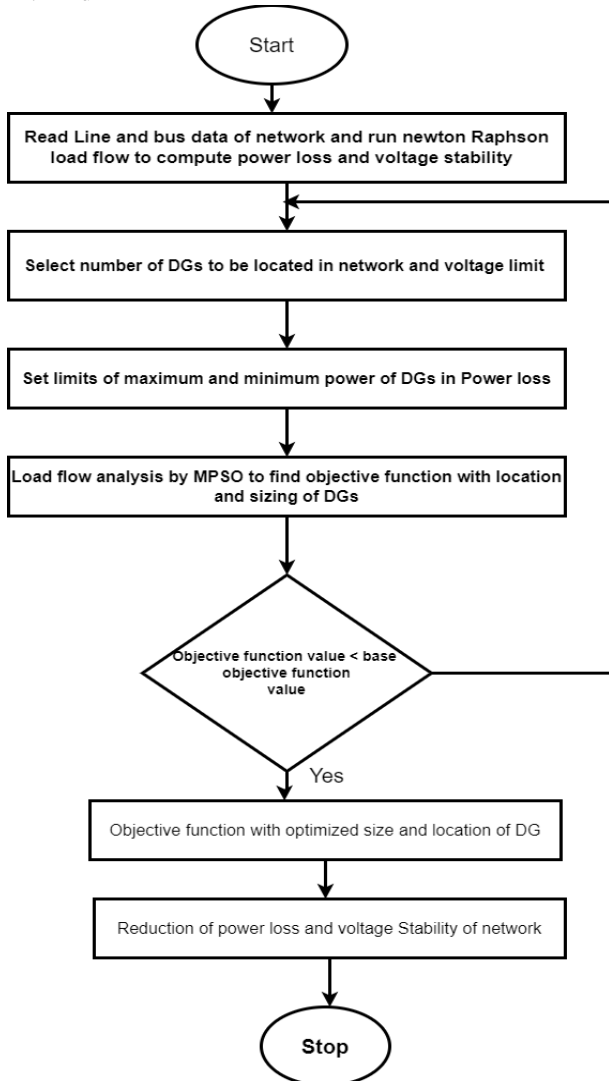 Start
Read Line and bus data of network and run newton Raphson
load flow to compute power loss and voltage stability
Select number of DGs to be located in network and voltage limit
Set limits of maximum and minimum power of DGs in Power loss
Load flow analysis by MPSO to find objective function with location
and sizing of DGs
Objective function value < base
objective function
value
Yes
Objective function with optimized size and location of DG
Reduction of power loss and voltage Stability of network
Stop